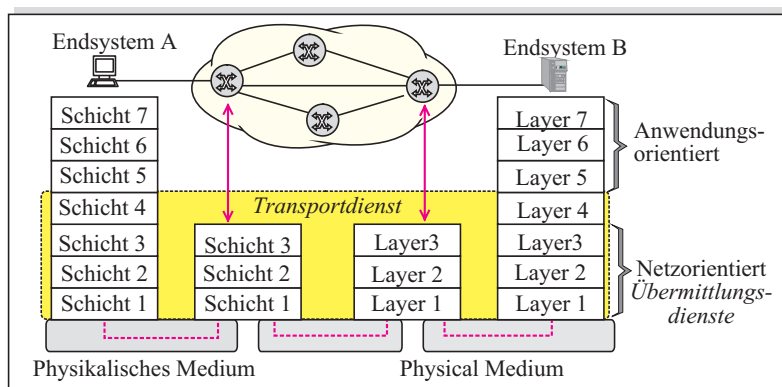 Endsystem A
Endsystem B
Schicht 7
Schicht 6
Schicht 5
Schicht 4
Schicht 3
Schicht 2
Schicht 1
Transportdienst
Schicht 3
Schicht 2
Schicht 1
Layer3
Layer 2
Layer 1
Layer 7
Layer 6
Layer 5
Layer 4
Layer3
Layer 2
Layer 1
Anwendungs-
orientiert
Netzorientiert
Übermittlungs-
dienste
Physikalisches Medium
Physical Medium